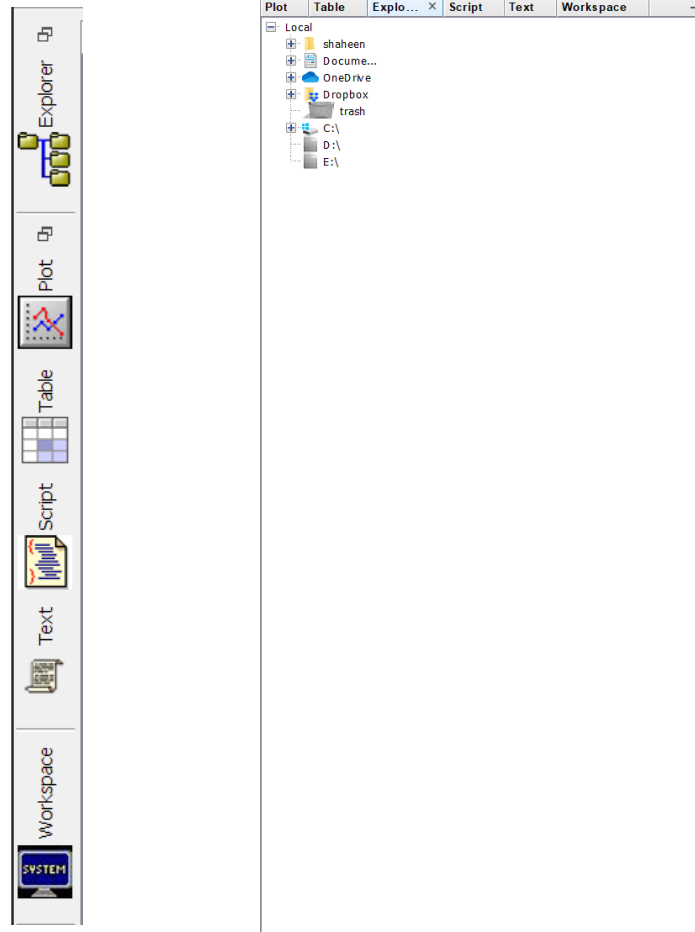 Explorer
Plot
Table
Script
Text
Workspace
SYSTEM
Plot Table Explo... × Script Text Workspace
Local
shaheen
Docume...
OneDrive
Dropbox
trash
C:\
D:\
E:\